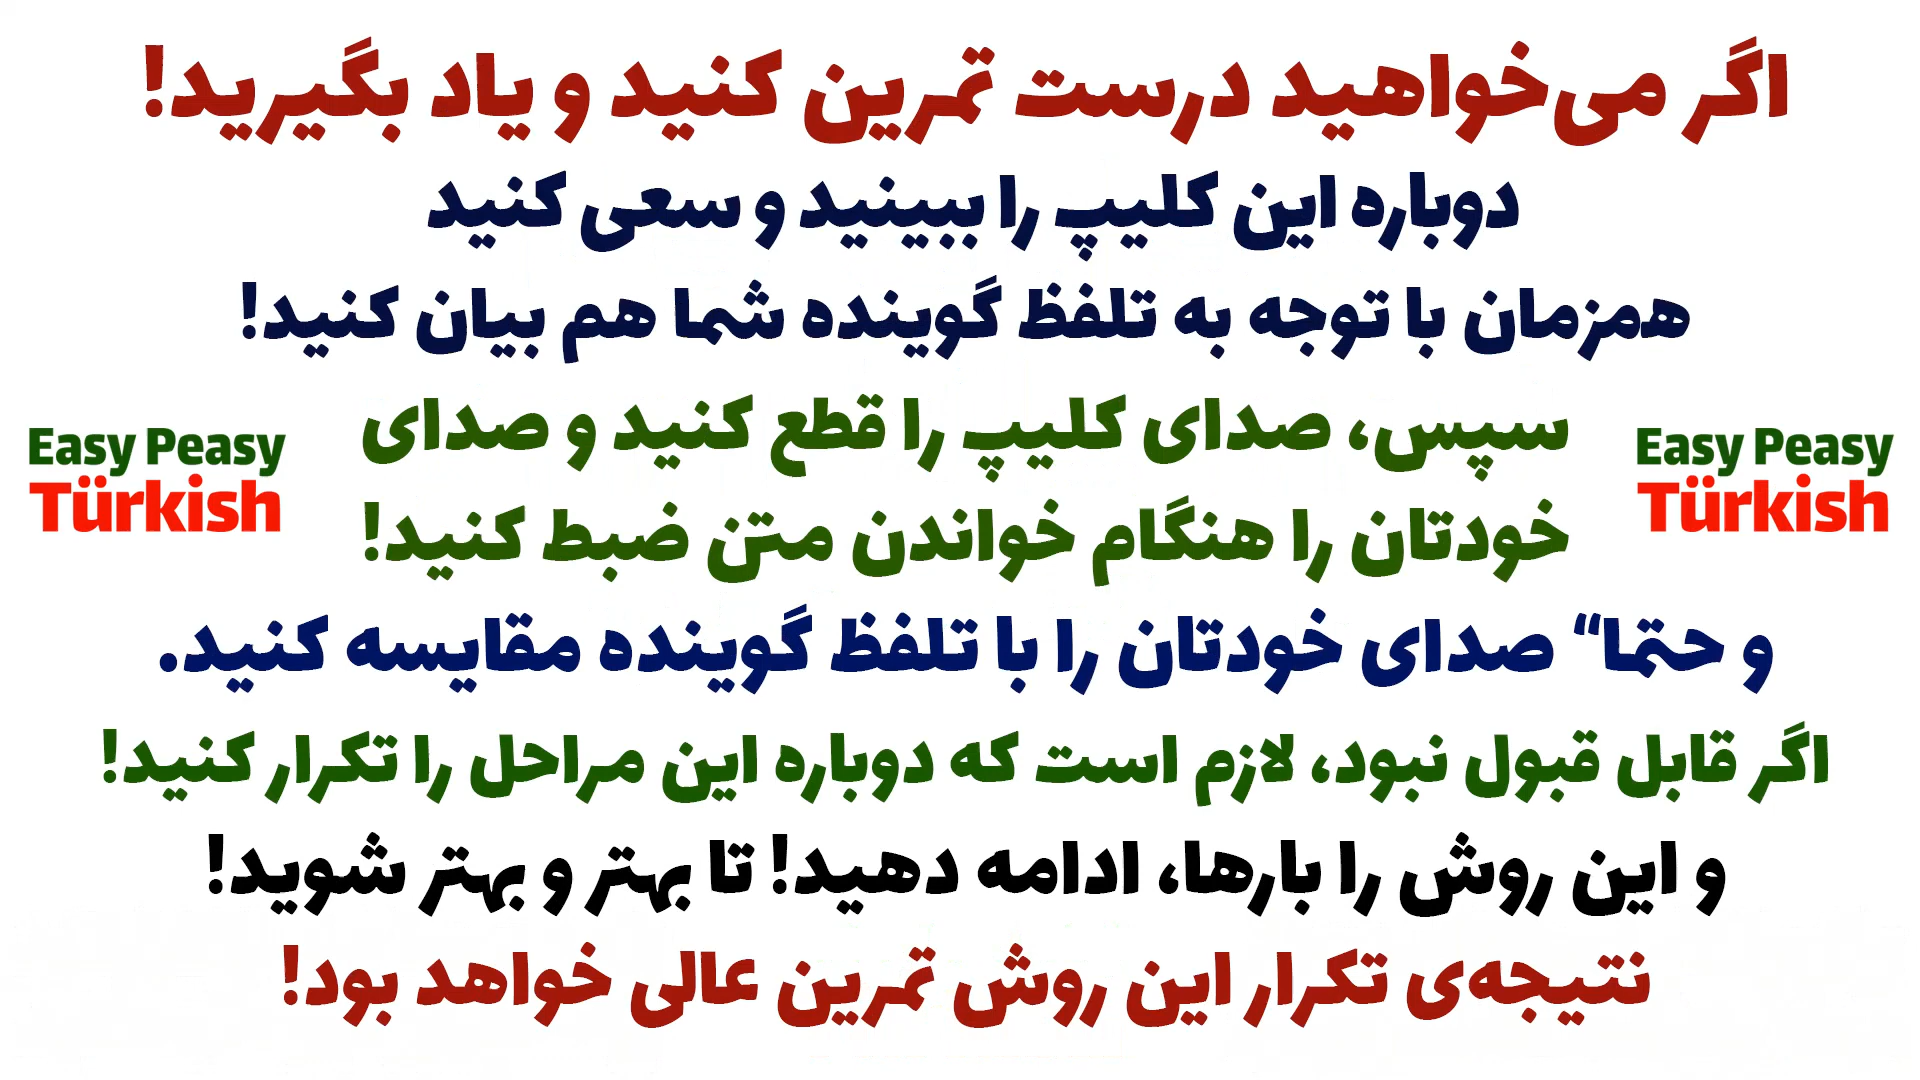 اگر می‌خواهید درست تمرین کنید و یاد بگیرید!
دوباره این کلیپ را ببینید و سعی کنید
همزمان با توجه به تلفظ گوینده شما هم بیان کنید!
سپس، صدای کلیپ را قطع کنید و صدای
خودتان را هنگام خواندن متن ضبط کنید!
Easy Peasy
Türkish
Easy Peasy
Türkish
و حتما“ صدای خودتان را با تلفظ گوینده مقایسه کنید.
اگر قابل قبول نبود، لازم است که دوباره این مراحل را تکرار کنید!
و این روش را بارها، ادامه دهید! تا بهتر و بهتر شوید!
نتیجه‌ی تکرار این روش تمرین عالی خواهد بود!